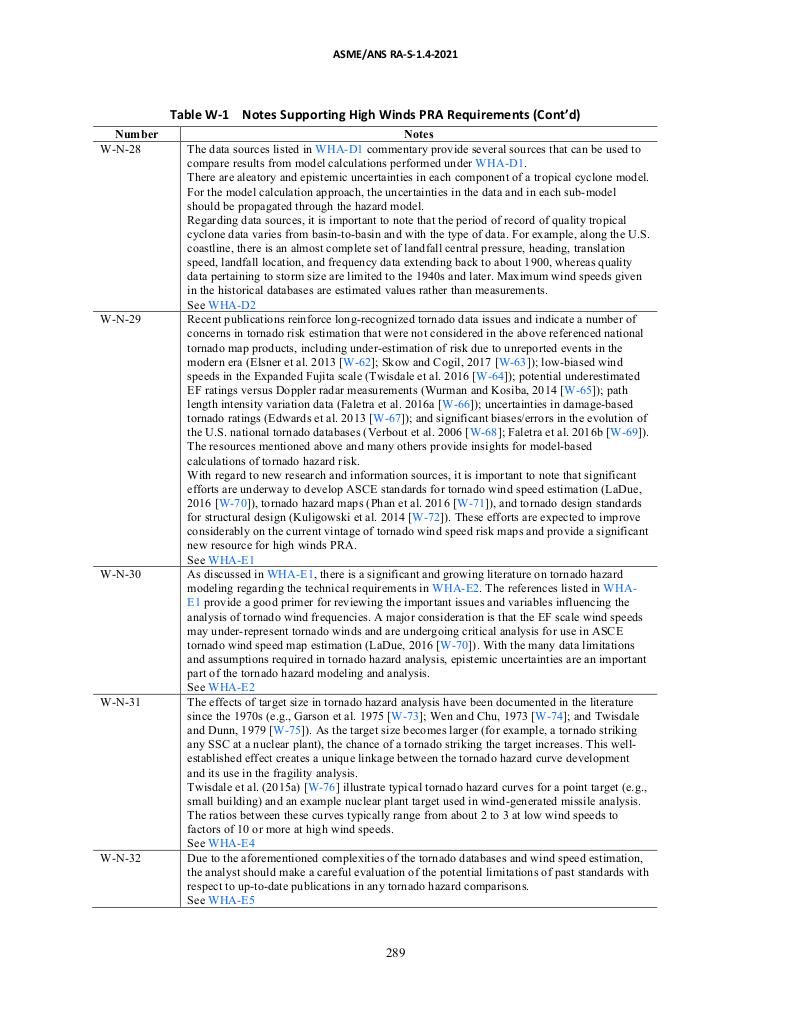 ASME/ANS RA-S-1.4-2021
Table W-1 Notes Supporting High Winds PRA Requirements (Cont’d)
Number Notes
W-N-28 The data sources listed in WHA-D1 commentary provide several sources that can be used to
compare results from model calculations performed under WHA-D1.
There are aleatory and epistemic uncertainties in each component of a tropical cyclone model.
For the model calculation approach, the uncertainties in the data and in each sub-model
should be propagated through the hazard model.
Regarding data sources, it is important to note that the period of record of quality tropical
cyclone data varies from basin-to-basin and with the type of data. For example, along the U.S.
coastline, there is an almost complete set of landfall central pressure, heading, translation
speed, landfall location, and frequency data extending back to about 1900, whereas quality
data pertaining to storm size are limited to the 1940s and later. Maximum wind speeds given
in the historical databases are estimated values rather than measurements.
See WHA-D2
W-N-29 Recent publications reinforce long-recognized tornado data issues and indicate a number of
concerns in tornado risk estimation that were not considered in the above referenced national
tornado map products, including under-estimation of risk due to unreported events in the
modern era (Elsner et al. 2013 [W-62]; Skow and Cogil, 2017 [W-63]); low-biased wind
speeds in the Expanded Fujita scale (Twisdale et al. 2016 [W-64]); potential underestimated
EF ratings versus Doppler radar measurements (Wurman and Kosiba, 2014 [W-65]); path
length intensity variation data (Faletra et al. 2016a [W-66]); uncertainties in damage-based
tornado ratings (Edwards et al. 2013 [W-67]); and significant biases/errors in the evolution of
the U.S. national tornado databases (Verbout et al. 2006 [W-68]; Faletra et al. 2016b [W-69]).
The resources mentioned above and many others provide insights for model-based
calculations of tornado hazard risk.
With regard to new research and information sources, it is important to note that significant
efforts are underway to develop ASCE standards for tornado wind speed estimation (LaDue,
2016 [W-70]), tornado hazard maps (Phan et al. 2016 [W-71]), and tornado design standards
for structural design (Kuligowski et al. 2014 [W-72]). These efforts are expected to improve
considerably on the current vintage of tornado wind speed risk maps and provide a significant
new resource for high winds PRA.
See WHA-E1
W-N-30 As discussed in WHA-E1, there is a significant and growing literature on tornado hazard
modeling regarding the technical requirements in WHA-E2. The references listed in WHA-
E1 provide a good primer for reviewing the important issues and variables influencing the
analysis of tornado wind frequencies. A major consideration is that the EF scale wind speeds
may under-represent tornado winds and are undergoing critical analysis for use in ASCE
tornado wind speed map estimation (LaDue, 2016 [W-70]). With the many data limitations
and assumptions required in tornado hazard analysis, epistemic uncertainties are an important
part of the tornado hazard modeling and analysis.
See WHA-E2
W-N-31 The effects of target size in tornado hazard analysis have been documented in the literature
since the 1970s (e.g., Garson et al. 1975 [W-73]; Wen and Chu, 1973 [W-74]; and Twisdale
and Dunn, 1979 [W-75]). As the target size becomes larger (for example, a tornado striking
any SSC at a nuclear plant), the chance of a tornado striking the target increases. This well-
established effect creates a unique linkage between the tornado hazard curve development
and its use in the fragility analysis.
Twisdale et al. (2015a) [W-76] illustrate typical tornado hazard curves for a point target (e.g.,
small building) and an example nuclear plant target used in wind-generated missile analysis.
The ratios between these curves typically range from about 2 to 3 at low wind speeds to
factors of 10 or more at high wind speeds.
See WHA-E4
W-N-32 Due to the aforementioned complexities of the tornado databases and wind speed estimation,
the analyst should make a careful evaluation of the potential limitations of past standards with
respect to up-to-date publications in any tornado hazard comparisons.
See WHA-E5
289